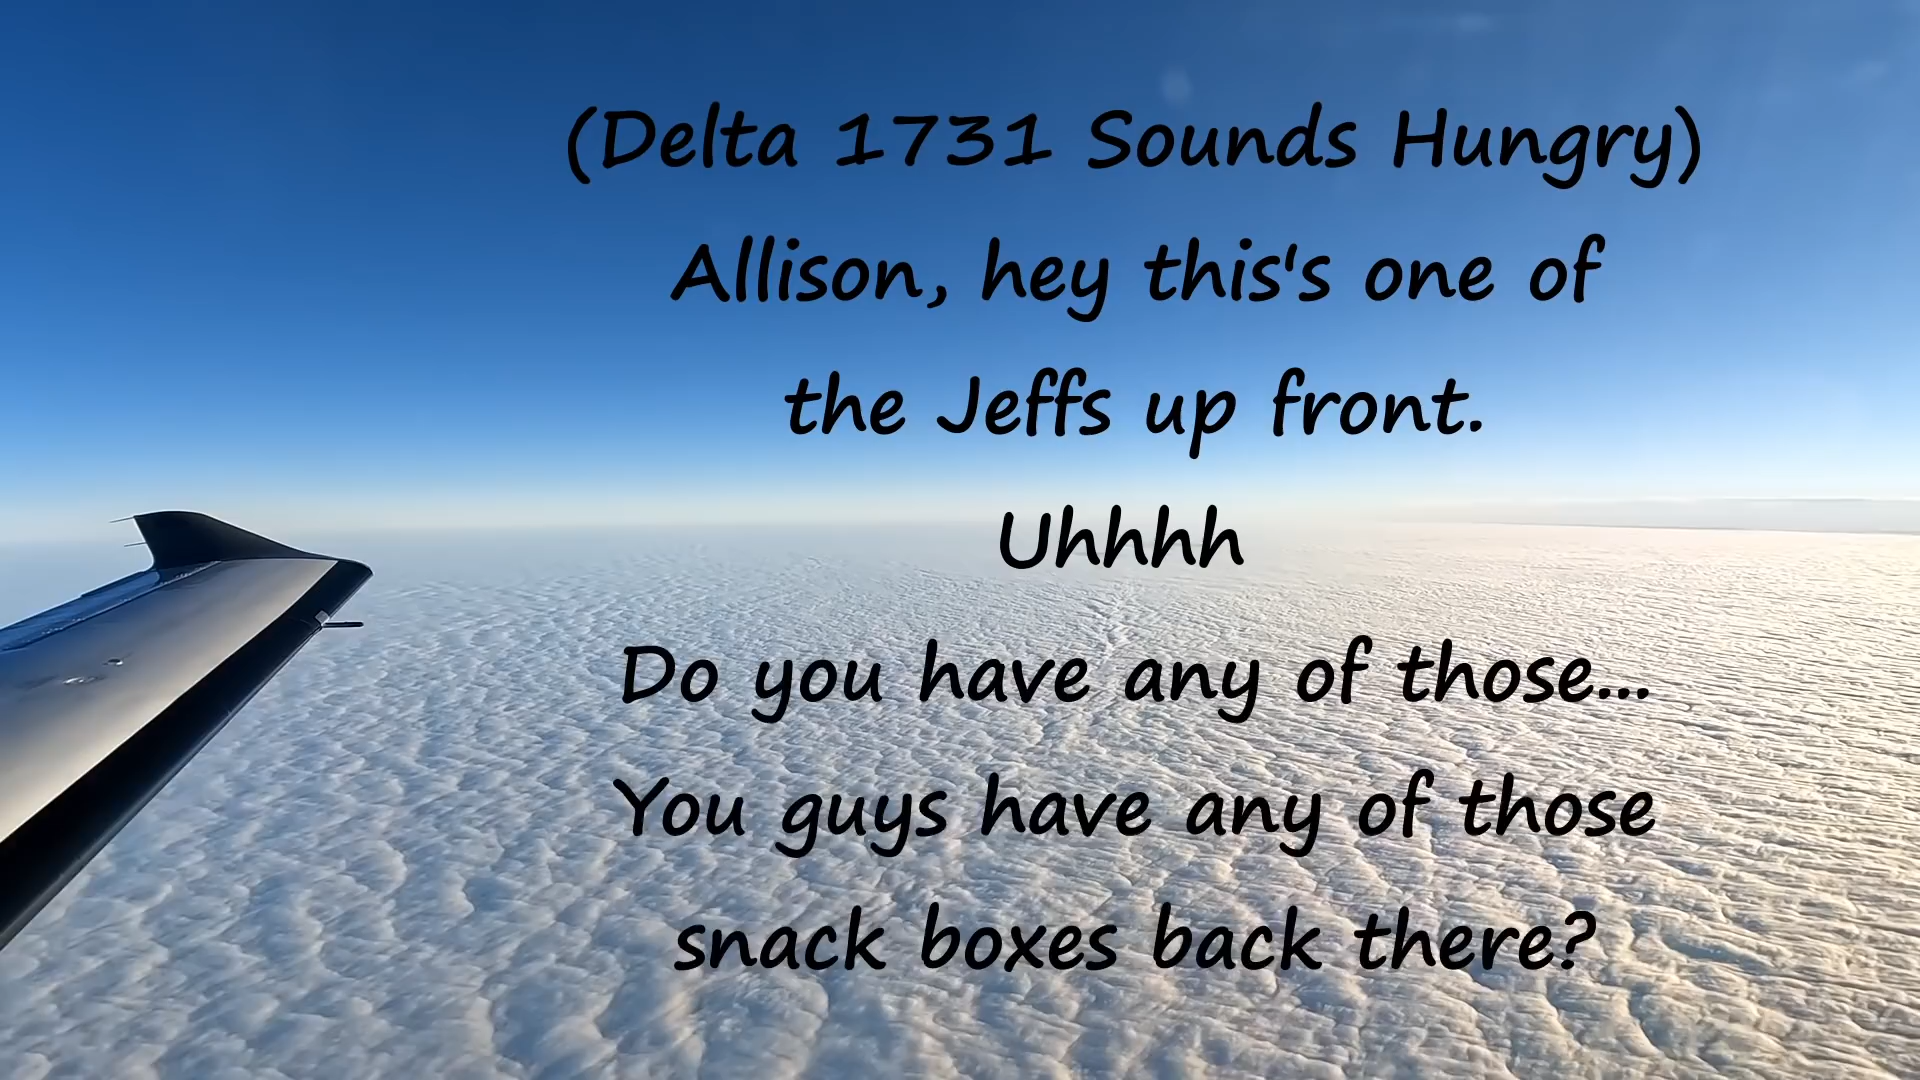 (Delta 1731 Sounds Hungry)
Allison, hey this's one of
the Jeffs up front.
Uhhhh
Do you have any of those...
You guys have any of those
snack boxes back there?